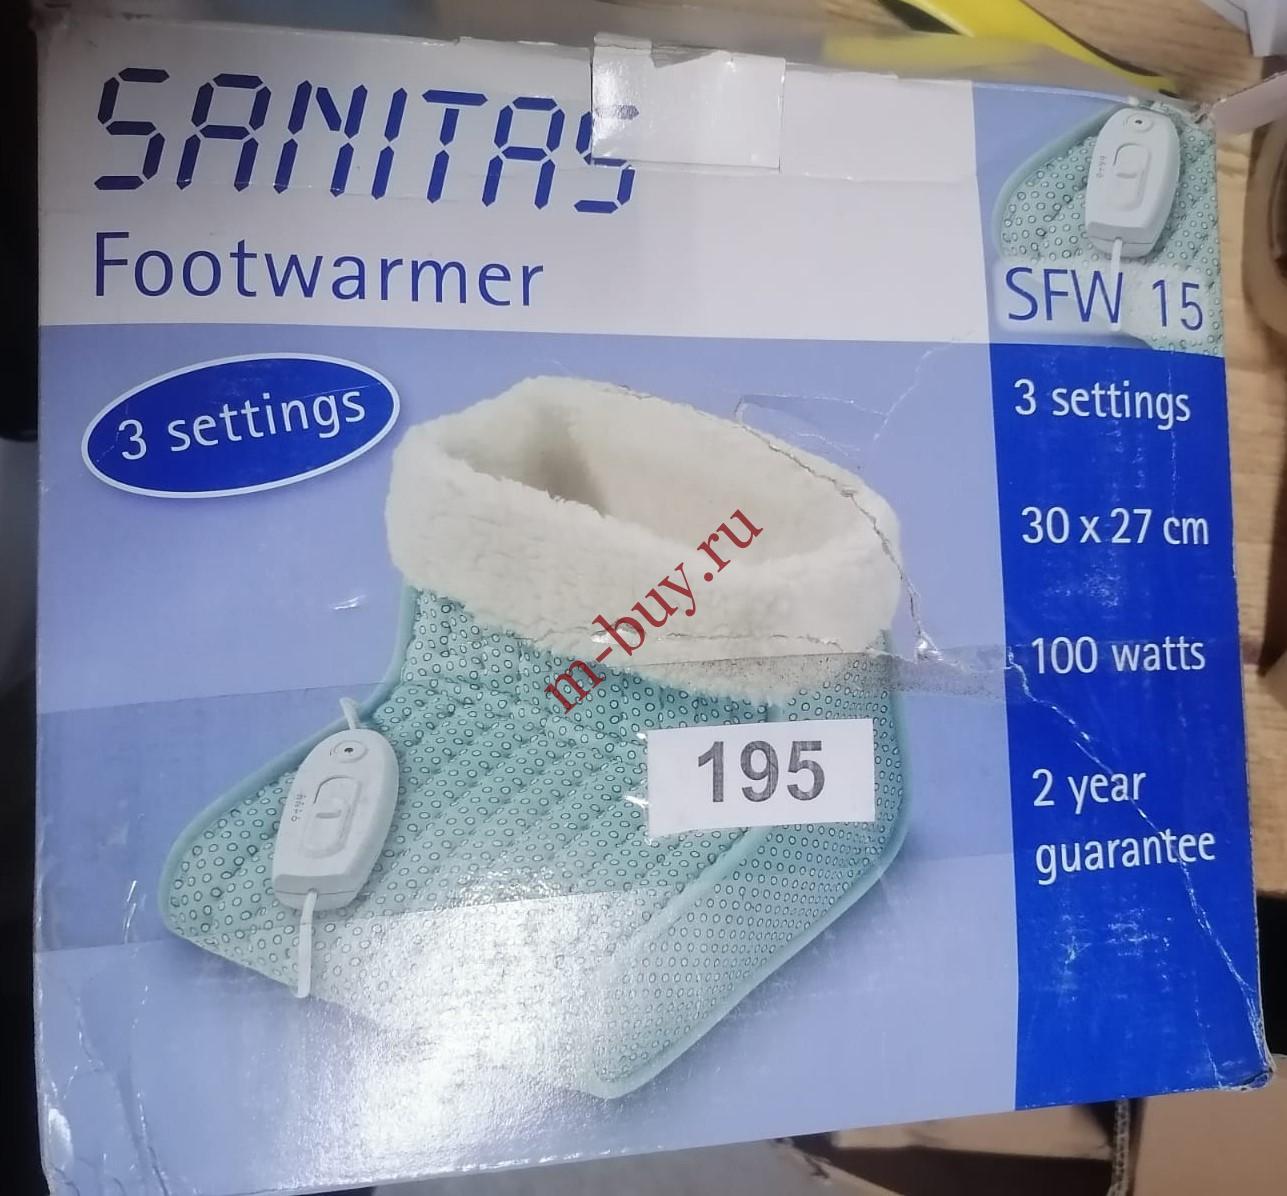 SANITAS
Footwarmer
SFW 15
3 settings
3 settings
30 x 27 cm
100 watts
2 year
guarantee
195
m-buy.ru